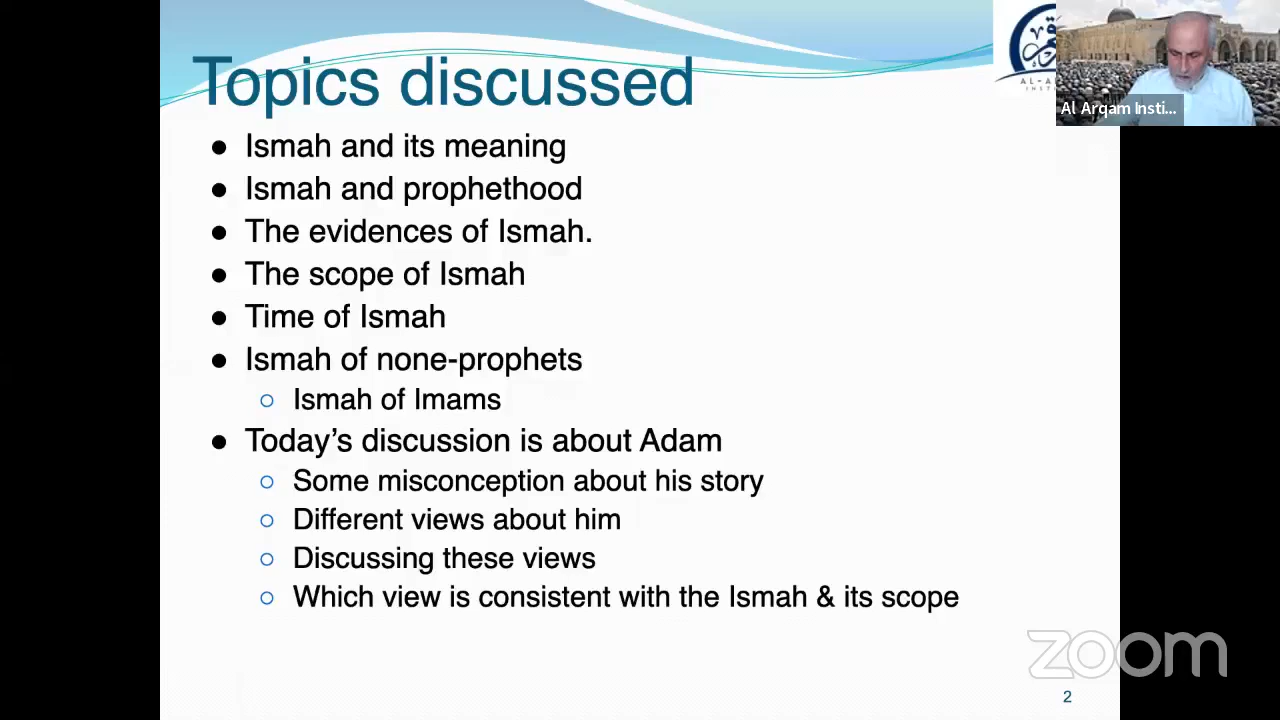 Topics discussed
● Ismah and its meaning
● Ismah and prophethood
● The evidences of Ismah.
● The scope of Ismah
● Time of Ismah
● Ismah of none-prophets
○ Ismah of Imams
● Today's discussion is about Adam
○ Some misconception about his story
○ Different views about him
○ Discussing these views
○ Which view is consistent with the Ismah & its scope
Al Arqam Insti...
zoom
2